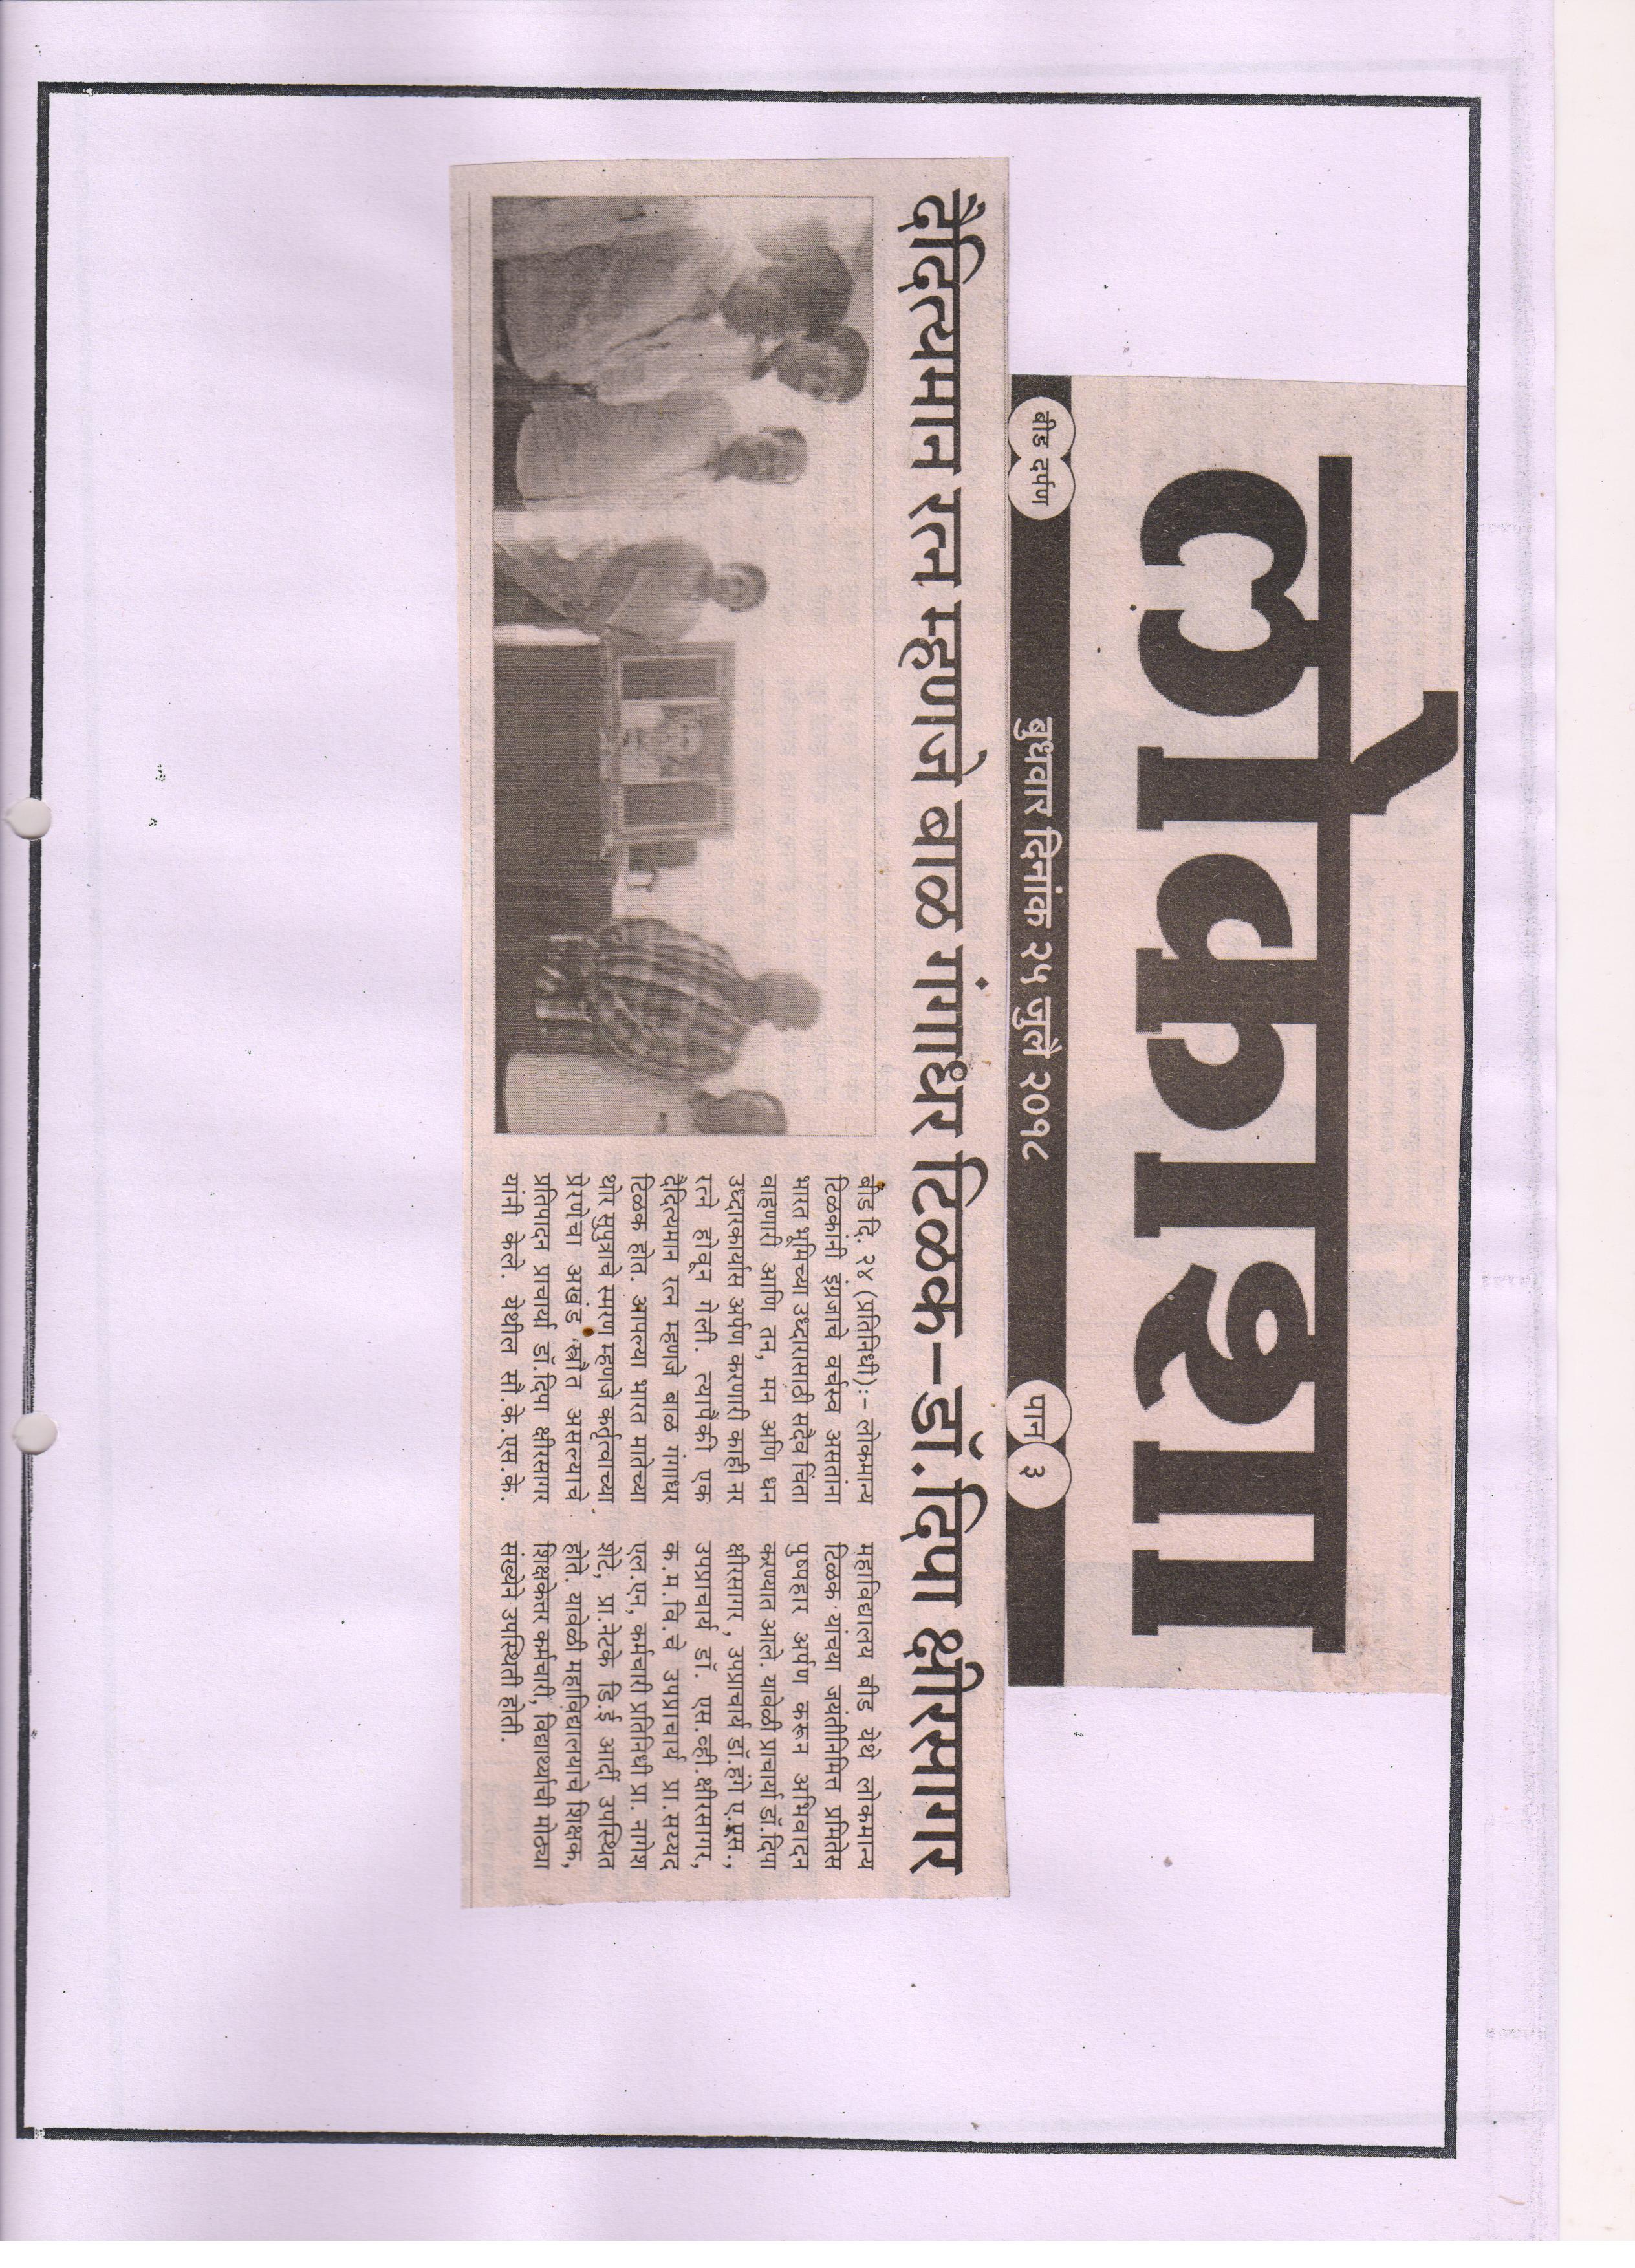 लोकाशा
बीड दर्पण
बुधवार दिनांक २५ जुलै २०१८
पान ३
दैदित्यमान रत्न म्हणजे बाळ गंगाधर टिळक–डॉ.दिपा क्षीरसागर
बीड दि. २४ (प्रतिनिधी):– लोकमान्य
टिळकांनी इंग्रजाचे वर्चस्व असतांना
भारत भूमिच्या उध्दारासाठी सदैव चिंता
वाहणारी आणि तन, मन अणि धन
उध्दारकार्यास अर्पण करणारी काही नर
रत्ने होवून गेली. त्यापैकी एक
दैदित्यमान रत्न म्हणजे बाळ गंगाधर
टिळक होत. आपल्या भारत मातेच्या
थोर सुपुत्राचे स्मरण म्हणजे कर्तृत्वाच्या
प्रेरणेचा अखंड स्त्रोत असल्याचे
प्रतिपादन प्राचार्या डॉ.दिपा क्षीरसागर
यांनी केले. येथील सौ.के.एस.के.
महाविद्यालय बीड येथे लोकमान्य
टिळक यांच्या जयंतीनिमित्त प्रमितेस
पुष्पहार अर्पण करून अभिवादन
करण्यात आले. यावेळी प्राचार्या डॉ.दिपा
क्षीरसागर, उपप्राचार्य डॉ.हंगे ए.एस.,
उपप्राचार्य डॉ. एस.व्ही.क्षीरसागर,
क.म.वि.चे उपप्राचार्य प्रा.सय्यद
एल.एन, कर्मचारी प्रतिनिधी प्रा. नागेश
शेटे, प्रा.नेटके डि.ई आदीं उपस्थित
होते. यावेळी महाविद्यालयाचे शिक्षक,
शिक्षकेत्तर कर्मचारी, विद्यार्थ्यांची मोठ्या
संख्येने उपस्थिती होती.